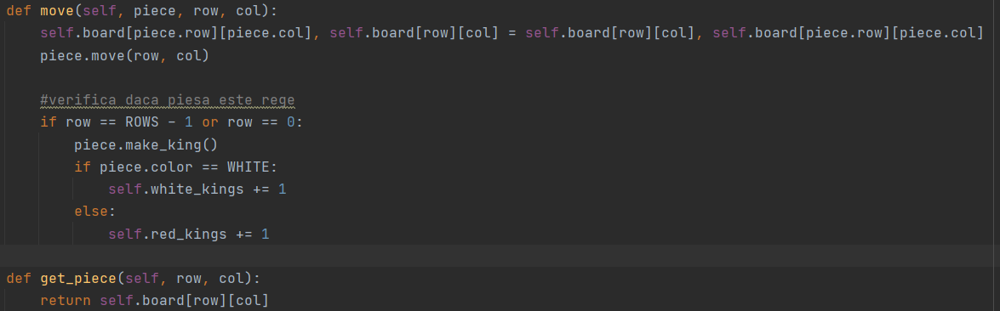 def move(self, piece, row, col):
    self.board[piece.row][piece.col], self.board[row][col] = self.board[row][col], self.board[piece.row][piece.col]
    piece.move(row, col)

    #verifica daca piesa este rege
    if row == ROWS - 1 or row == 0:
        piece.make_king()
        if piece.color == WHITE:
            self.white_kings += 1
        else:
            self.red_kings += 1

def get_piece(self, row, col):
    return self.board[row][col]